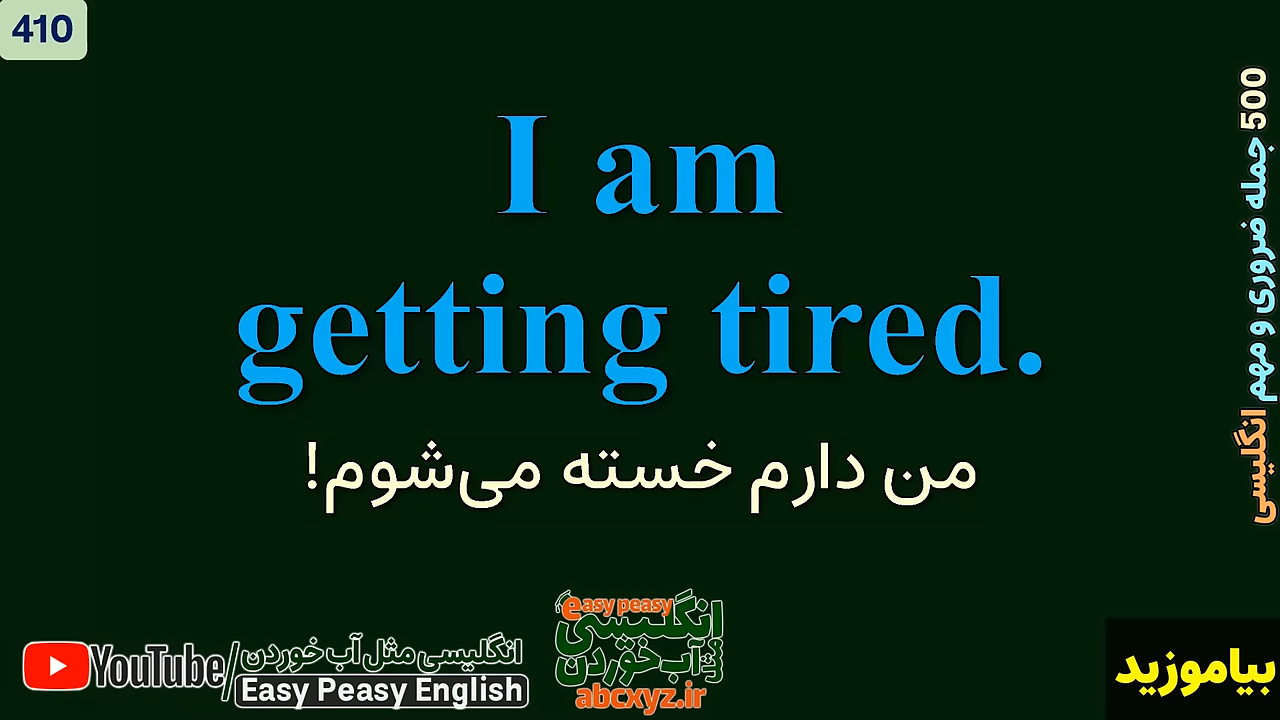 410
I am
getting tired.
من دارم خسته می‌شوم!
500 جمله ضروری و مهم انگلیسی
YouTube/
انگلیسی مثل آب خوردن
Easy Peasy English
easy peasy
انگلیسی
مثل آب خوردن
abcxyz.ir
بیاموزید